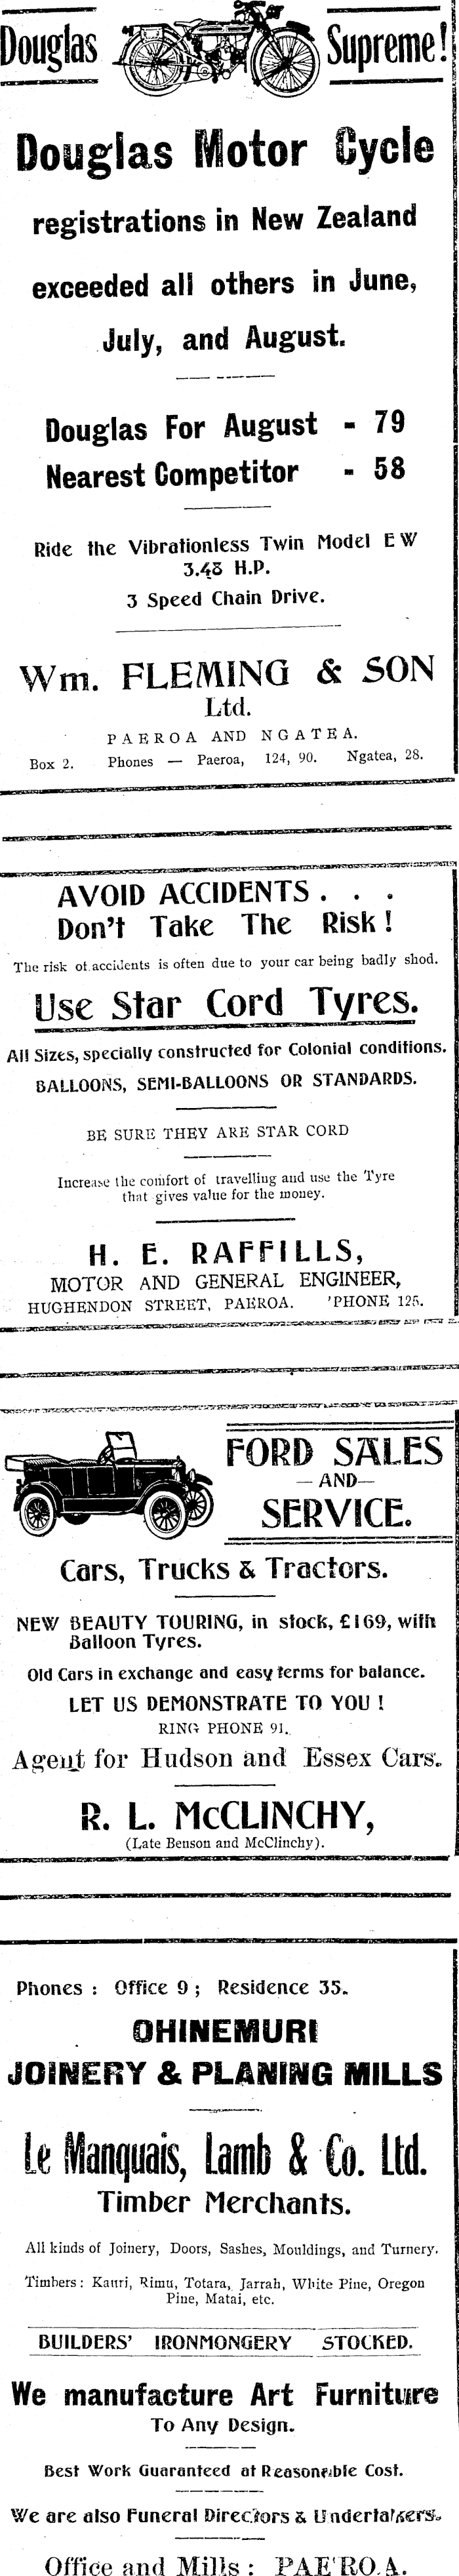 Douglas Supreme!
Douglas Motor Cycle
registrations in New Zealand
exceeded all others in June,
July, and August.
Douglas For August - 79
Nearest Competitor - 58
Ride the Vibrationless Twin Model E W
3.48 H.P.
3 Speed Chain Drive.
Wm. FLEMING & SON
Ltd.
PAEROA AND NGATEA.
Box 2. Phones — Paeroa, 124, 90. Ngatea, 28.
AVOID ACCIDENTS . . .
Don't Take The Risk !
The risk of accidents is often due to your car being badly shod.
Use Star Cord Tyres.
All Sizes, specially constructed for Colonial conditions.
BALLOONS, SEMI-BALLOONS OR STANDARDS.
BE SURE THEY ARE STAR CORD
Increase the comfort of travelling and use the Tyre
that gives value for the money.
H. E. RAFFILLS,
MOTOR AND GENERAL ENGINEER,
HUGHENDON STREET, PAEROA. 'PHONE 125.
FORD SALES
—AND—
SERVICE.
Cars, Trucks & Tractors.
NEW BEAUTY TOURING, in stock, £169, with
Balloon Tyres.
Old Cars in exchange and easy terms for balance.
LET US DEMONSTRATE TO YOU !
RING PHONE 91.
Agent for Hudson and Essex Cars.
R. L. McCLINCHY,
(Late Benson and McClinchy).
Phones : Office 9 ; Residence 35.
OHINEMURI
JOINERY & PLANING MILLS
Le Manquais, Lamb & Co. Ltd.
Timber Merchants.
All kinds of Joinery, Doors, Sashes, Mouldings, and Turnery.
Timbers : Kauri, Rimu, Totara, Jarrah, White Pine, Oregon
Pine, Matai, etc.
BUILDERS' IRONMONGERY STOCKED.
We manufacture Art Furniture
To Any Design.
Best Work Guaranteed at Reasonable Cost.
We are also Funeral Directors & Undertakers.
Office and Mills : PAEROA.